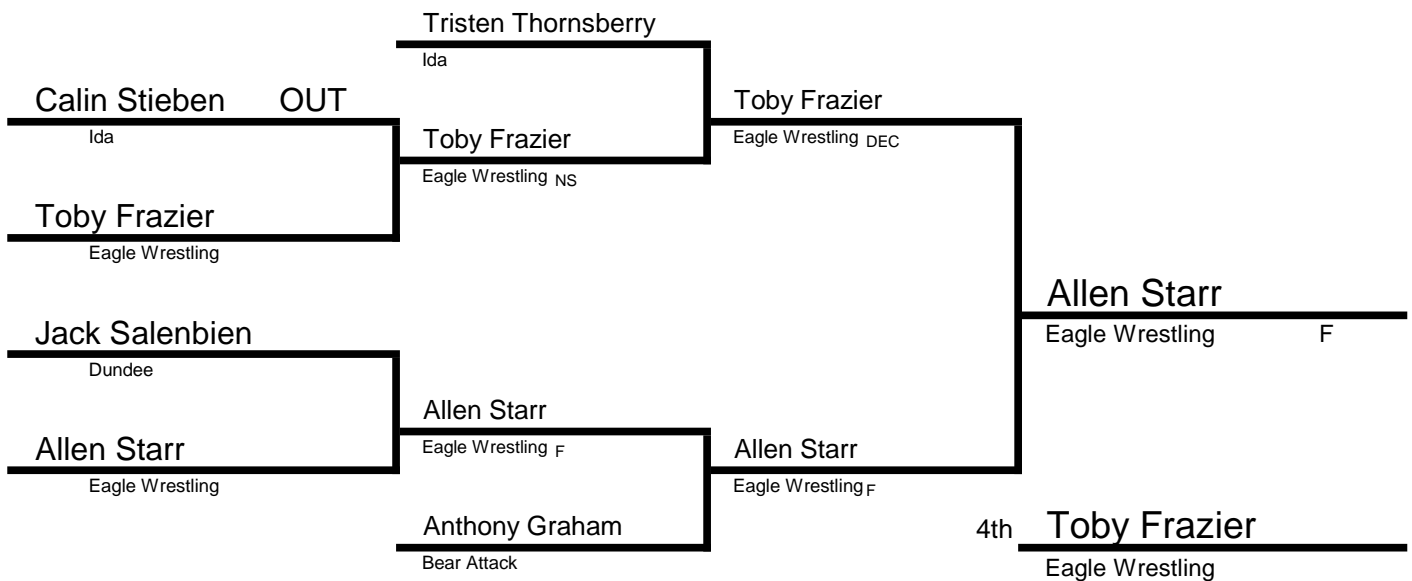 Tristen Thornsberry
Ida
Calin Stieben OUT
Ida
Toby Frazier
Eagle Wrestling DEC
Toby Frazier
Eagle Wrestling NS
Toby Frazier
Eagle Wrestling
Allen Starr
Eagle Wrestling F
Jack Salenbien
Dundee
Allen Starr
Eagle Wrestling F
Allen Starr
Eagle Wrestling
Allen Starr
Eagle Wrestling F
Anthony Graham
Bear Attack
4th Toby Frazier
Eagle Wrestling